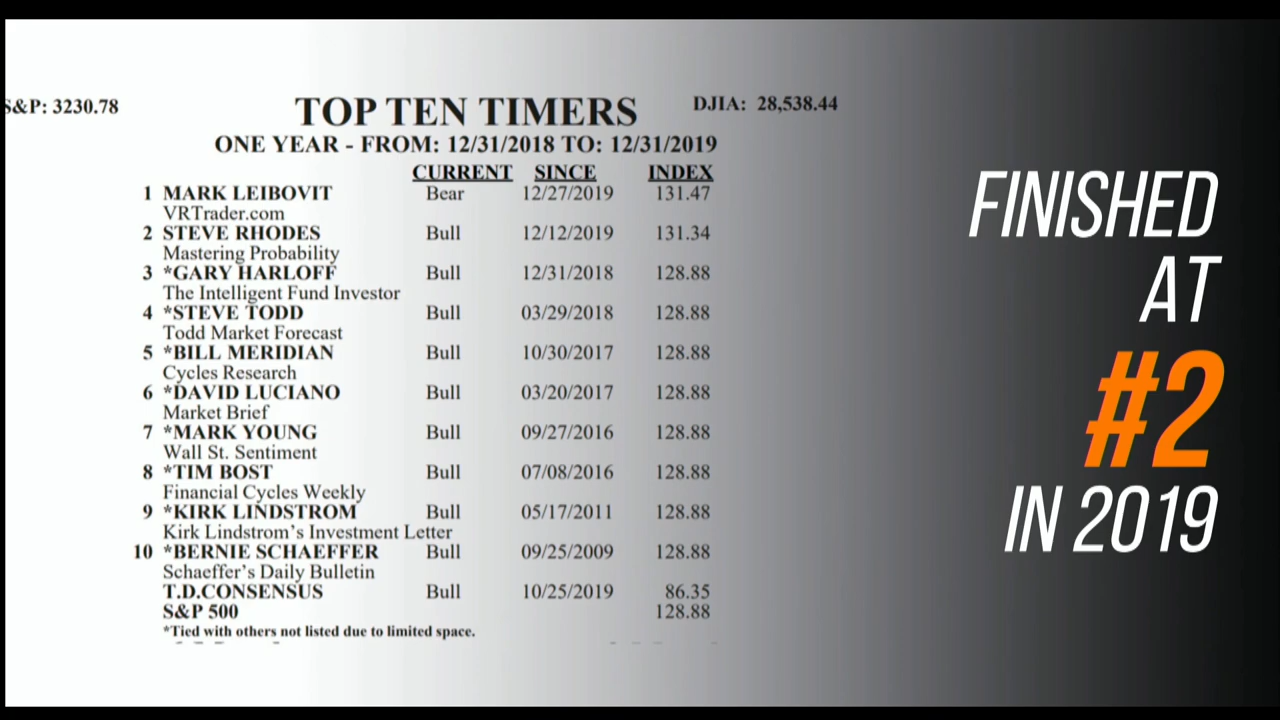 S&P: 3230.78
TOP TEN TIMERS
DJIA: 28,538.44
ONE YEAR - FROM: 12/31/2018 TO: 12/31/2019
CURRENT SINCE INDEX
1 MARK LEIBOVIT Bear 12/27/2019 131.47
VRTrader.com
2 STEVE RHODES Bull 12/12/2019 131.34
Mastering Probability
3 *GARY HARLOFF Bull 12/31/2018 128.88
The Intelligent Fund Investor
4 *STEVE TODD Bull 03/29/2018 128.88
Todd Market Forecast
5 *BILL MERIDIAN Bull 10/30/2017 128.88
Cycles Research
6 *DAVID LUCIANO Bull 03/20/2017 128.88
Market Brief
7 *MARK YOUNG Bull 09/27/2016 128.88
Wall St. Sentiment
8 *TIM BOST Bull 07/08/2016 128.88
Financial Cycles Weekly
9 *KIRK LINDSTROM Bull 05/17/2011 128.88
Kirk Lindstrom's Investment Letter
10 *BERNIE SCHAEFFER Bull 09/25/2009 128.88
Schaeffer's Daily Bulletin
T.D.CONSENSUS Bull 10/25/2019 86.35
S&P 500 128.88
*Tied with others not listed due to limited space.
FINISHED
AT
#2
IN 2019